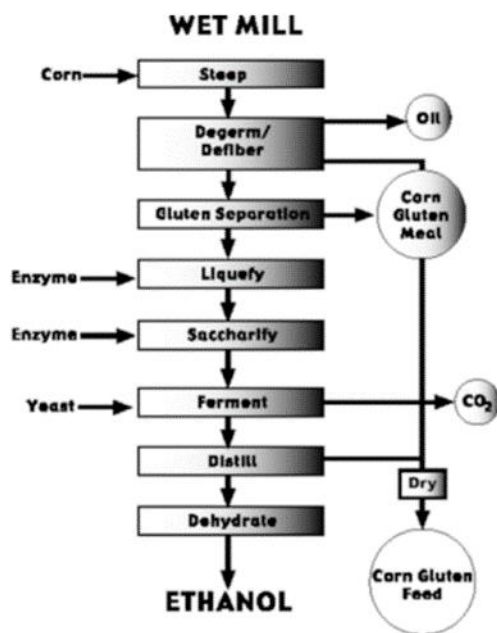 WET MILL
Corn
Steep
Degerm/
Defiber
Oil
Gluten Separation
Corn
Gluten
Meal
Enzyme
Liquefy
Enzyme
Saccharify
Yeast
Ferment
CO₂
Distill
Dry
Dehydrate
Corn Gluten
Feed
ETHANOL